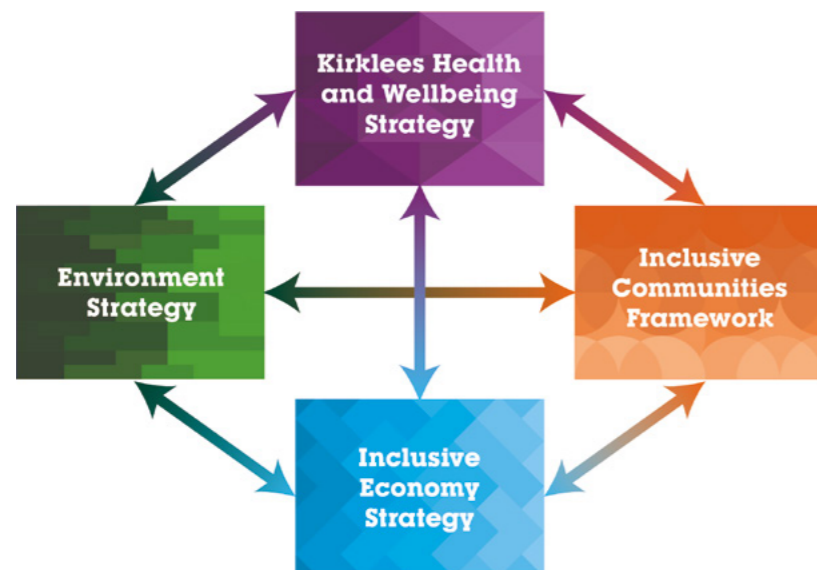 Kirklees Health
and Wellbeing
Strategy
Environment
Strategy
Inclusive
Communities
Framework
Inclusive
Economy
Strategy